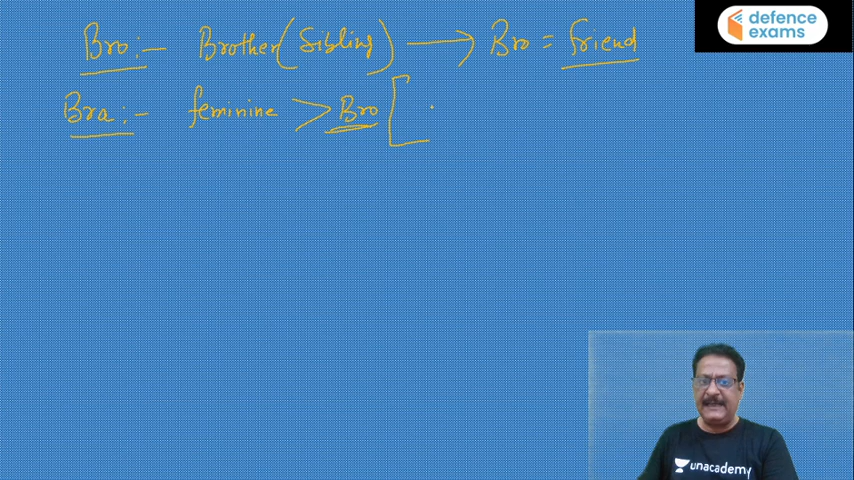 Bro :- Brother (Sibling) → Bro = friend
Bra :- feminine > Bro [
defence
exams
unacademy